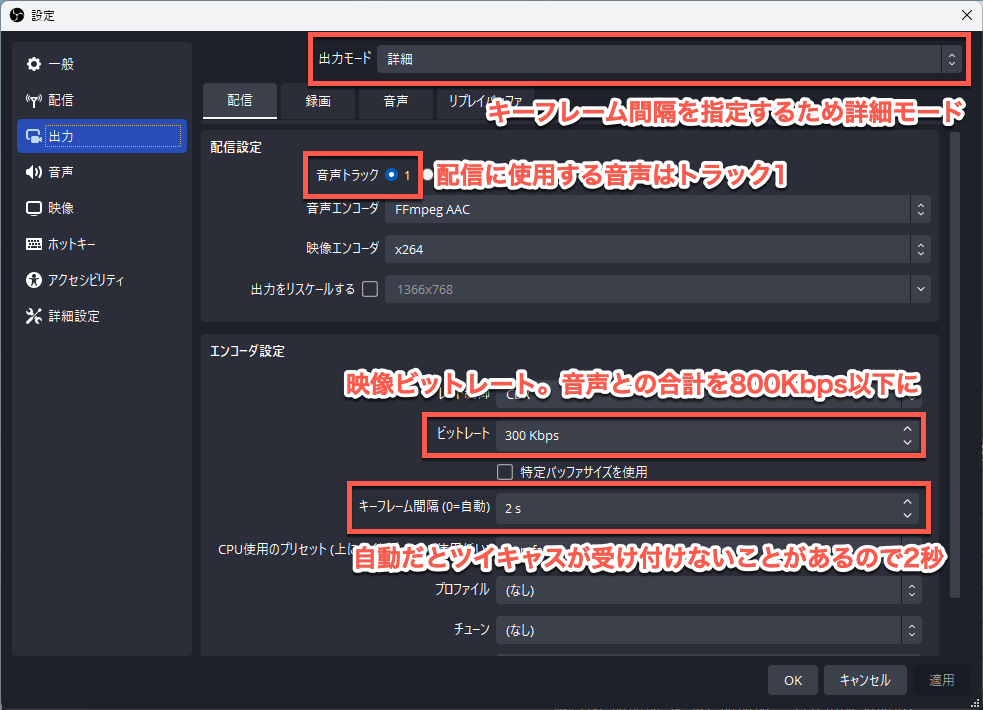 設定
一般
配信
出力
音声
映像
ホットキー
アクセシビリティ
詳細設定
出力モード 詳細
配信 録画 音声 リプレイバッファ
キーフレーム間隔を指定するため詳細モード
配信設定
音声トラック 1
配信に使用する音声はトラック1
音声エンコーダ FFmpeg AAC
映像エンコーダ x264
出力をリスケールする 1366x768
エンコーダ設定
映像ビットレート。音声との合計を800Kbps以下に
ビットレート 300 Kbps
特定バッファサイズを使用
キーフレーム間隔 (0=自動) 2 s
CPU使用のプリセット
自動だとツイキャスが受け付けないことがあるので2秒
プロファイル (なし)
チューン (なし)
OK キャンセル 適用